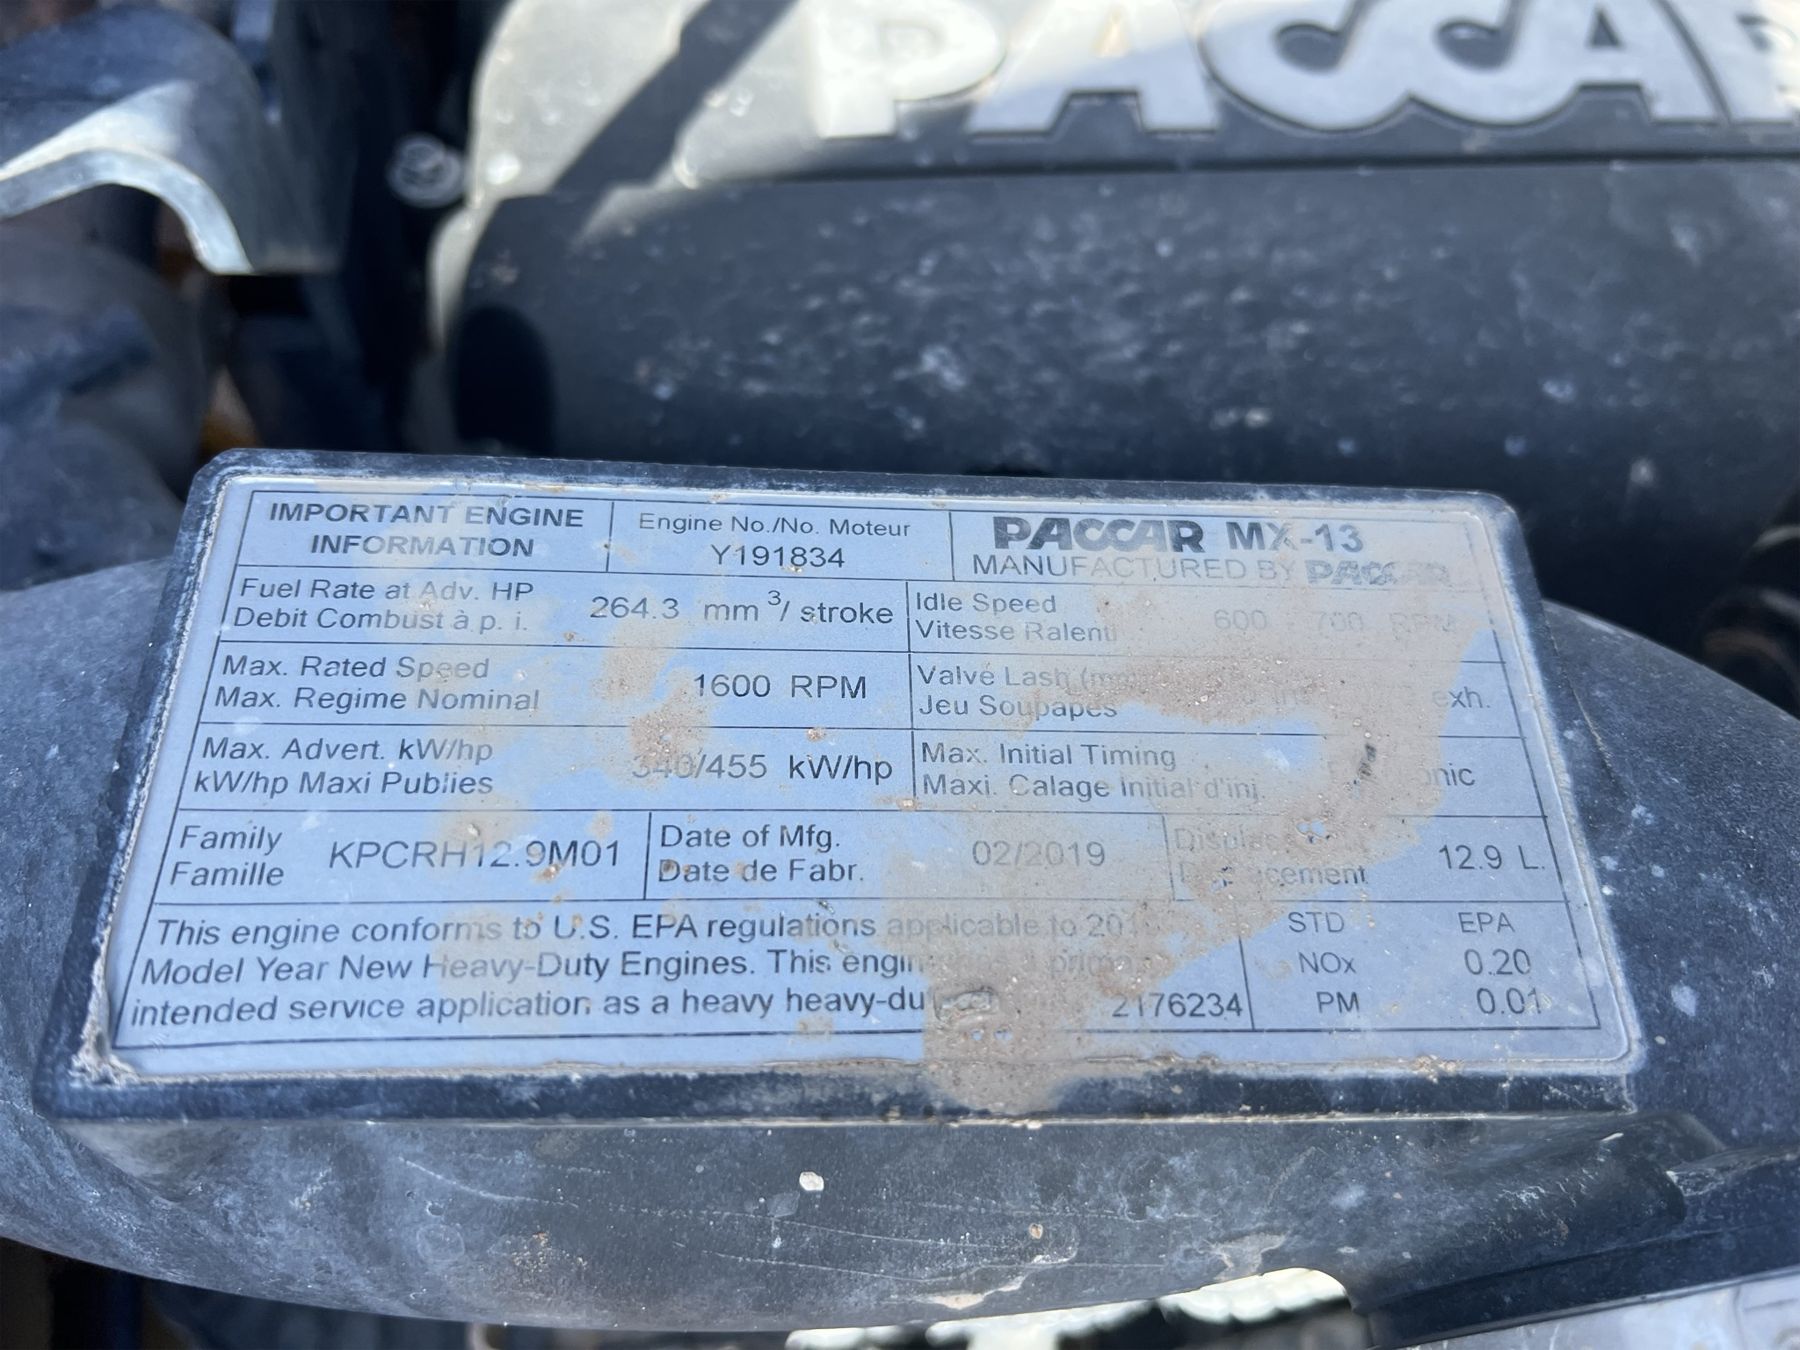 PACCAR
IMPORTANT ENGINE
INFORMATION
Engine No./No. Moteur
Y191834
PACCAR MX-13
MANUFACTURED BY PACCAR
Fuel Rate at Adv. HP
Debit Combust à p. i.
264.3 mm³/ stroke
Idle Speed
Vitesse Ralenti
600 700 RPM
Max. Rated Speed
Max. Regime Nominal
1600 RPM
Valve Lash
Jeu Soupapes
exh.
Max. Advert. kW/hp
kW/hp Maxi Publies
340/455 kW/hp
Max. Initial Timing
Maxi. Calage Initial d'inj.
Family
Famille
KPCRH12.9M01
Date of Mfg.
Date de Fabr.
02/2019
12.9 L.
This engine conforms to U.S. EPA regulations applicable to
Model Year New Heavy-Duty Engines. This engine
intended service application as a heavy
2176234
STD EPA
NOx 0.20
PM 0.01